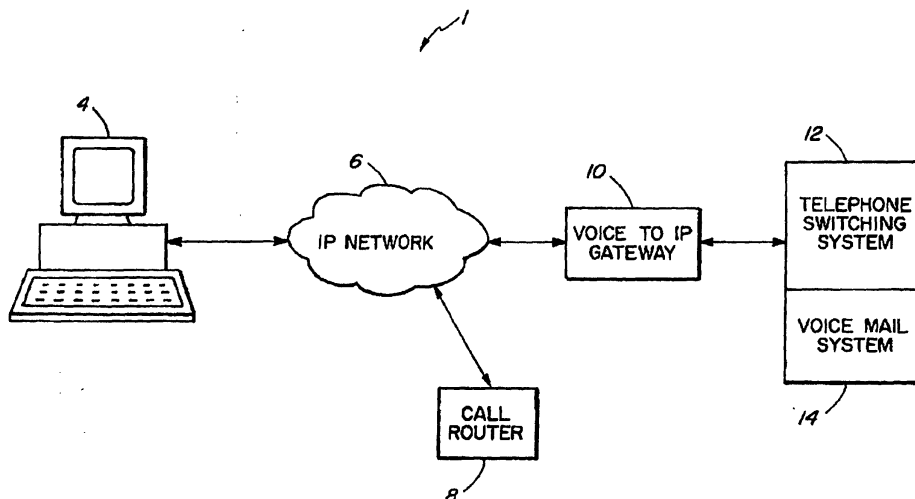 1
4
6
IP NETWORK
10
VOICE TO IP
GATEWAY
12
TELEPHONE
SWITCHING
SYSTEM
VOICE MAIL
SYSTEM
14
CALL
ROUTER
8